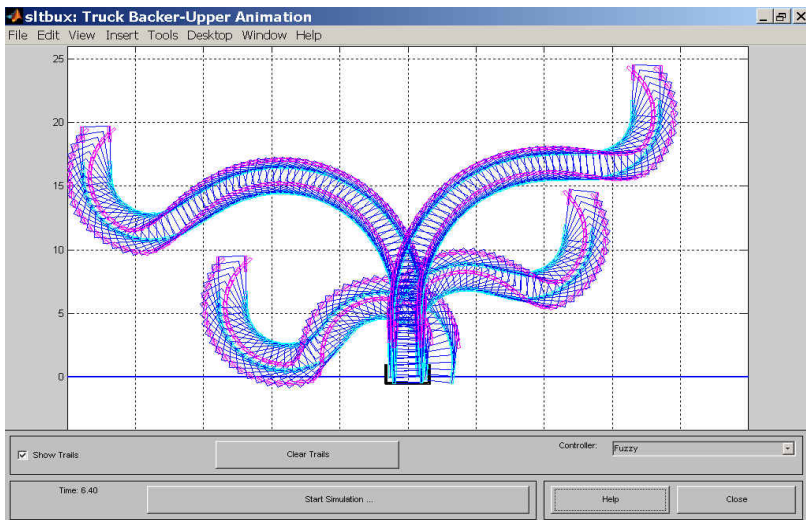 sltbux: Truck Backer-Upper Animation
File Edit View Insert Tools Desktop Window Help
25
20
15
10
5
0
Show Trails
Clear Trails
Controller:
Fuzzy
Time: 6.40
Start Simulation ...
Help
Close